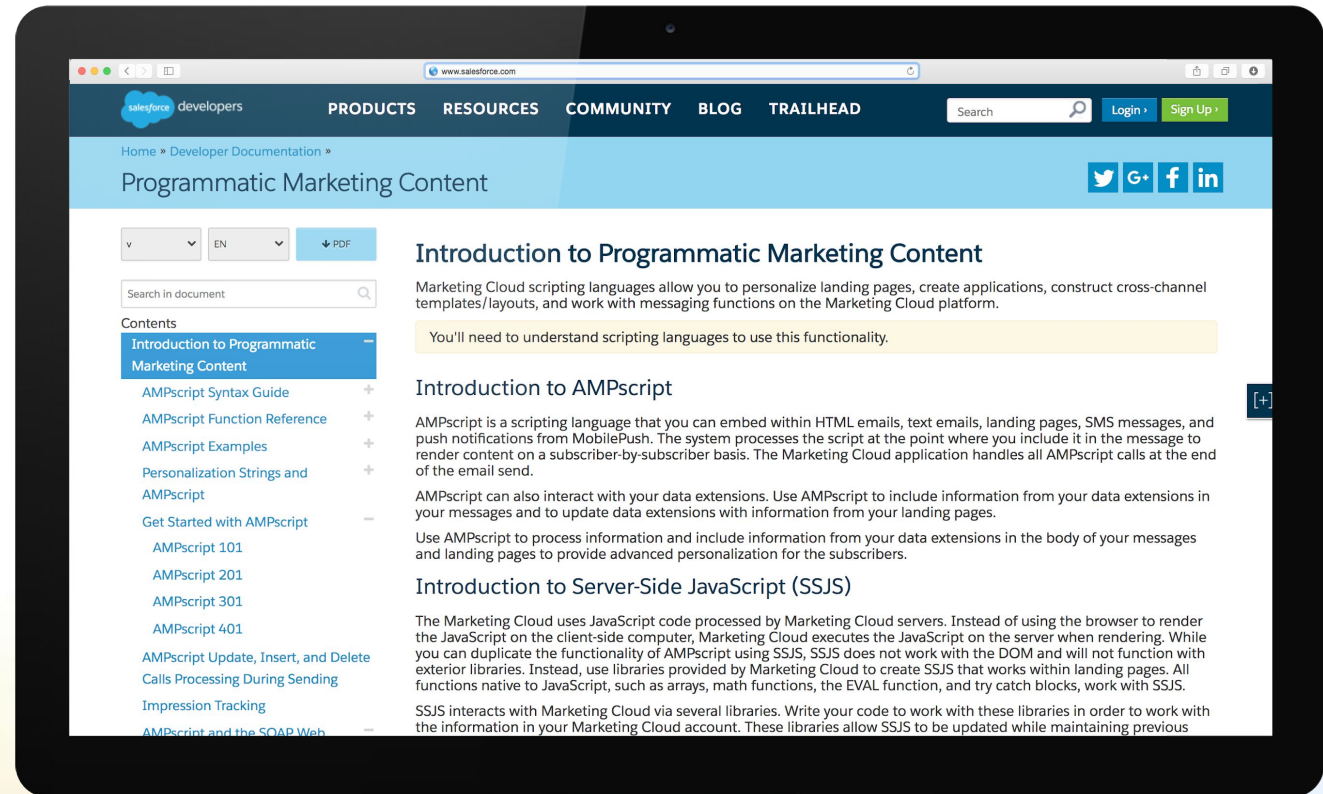 www.salesforce.com
salesforce developers
PRODUCTS RESOURCES COMMUNITY BLOG TRAILHEAD
Search
Login ›
Sign Up ›
Home » Developer Documentation »
Programmatic Marketing Content
G+ f in
v
EN
PDF
Search in document
Contents
Introduction to Programmatic
Marketing Content
AMPscript Syntax Guide
AMPscript Function Reference
AMPscript Examples
Personalization Strings and
AMPscript
Get Started with AMPscript
AMPscript 101
AMPscript 201
AMPscript 301
AMPscript 401
AMPscript Update, Insert, and Delete
Calls Processing During Sending
Impression Tracking
AMPscript and the SOAP Web
Introduction to Programmatic Marketing Content
Marketing Cloud scripting languages allow you to personalize landing pages, create applications, construct cross-channel
templates/layouts, and work with messaging functions on the Marketing Cloud platform.
You'll need to understand scripting languages to use this functionality.
Introduction to AMPscript
AMPscript is a scripting language that you can embed within HTML emails, text emails, landing pages, SMS messages, and
push notifications from MobilePush. The system processes the script at the point where you include it in the message to
render content on a subscriber-by-subscriber basis. The Marketing Cloud application handles all AMPscript calls at the end
of the email send.
AMPscript can also interact with your data extensions. Use AMPscript to include information from your data extensions in
your messages and to update data extensions with information from your landing pages.
Use AMPscript to process information and include information from your data extensions in the body of your messages
and landing pages to provide advanced personalization for the subscribers.
Introduction to Server-Side JavaScript (SSJS)
The Marketing Cloud uses JavaScript code processed by Marketing Cloud servers. Instead of using the browser to render
the JavaScript on the client-side computer, Marketing Cloud executes the JavaScript on the server when rendering. While
you can duplicate the functionality of AMPscript using SSJS, SSJS does not work with the DOM and will not function with
exterior libraries. Instead, use libraries provided by Marketing Cloud to create SSJS that works within landing pages. All
functions native to JavaScript, such as arrays, math functions, the EVAL function, and try catch blocks, work with SSJS.
SSJS interacts with Marketing Cloud via several libraries. Write your code to work with these libraries in order to work with
the information in your Marketing Cloud account. These libraries allow SSJS to be updated while maintaining previous
[+]